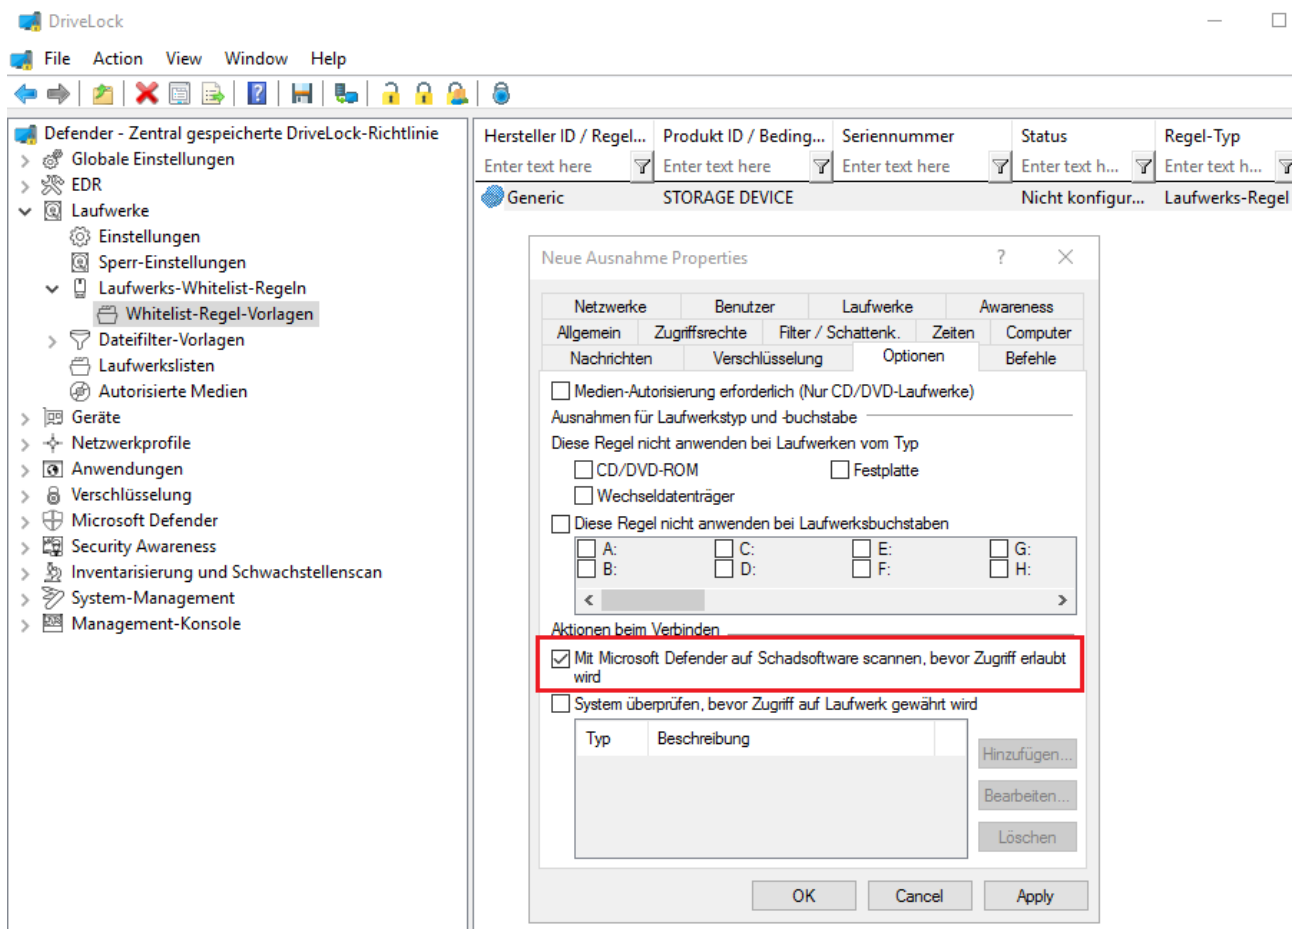 DriveLock
File Action View Window Help
Defender - Zentral gespeicherte DriveLock-Richtlinie
Globale Einstellungen
EDR
Laufwerke
Einstellungen
Sperr-Einstellungen
Laufwerks-Whitelist-Regeln
Whitelist-Regel-Vorlagen
Dateifilter-Vorlagen
Laufwerkslisten
Autorisierte Medien
Geräte
Netzwerkprofile
Anwendungen
Verschlüsselung
Microsoft Defender
Security Awareness
Inventarisierung und Schwachstellenscan
System-Management
Management-Konsole
Hersteller ID / Regel... Produkt ID / Beding... Seriennummer Status Regel-Typ
Enter text here Enter text here Enter text here Enter text h... Enter text h...
Generic STORAGE DEVICE Nicht konfigur... Laufwerks-Regel
Neue Ausnahme Properties ?
Netzwerke Benutzer Laufwerke Awareness
Allgemein Zugriffsrechte Filter / Schattenk. Zeiten Computer
Nachrichten Verschlüsselung Optionen Befehle
Medien-Autorisierung erforderlich (Nur CD/DVD-Laufwerke)
Ausnahmen für Laufwerkstyp und -buchstabe
Diese Regel nicht anwenden bei Laufwerken vom Typ
CD/DVD-ROM Festplatte
Wechseldatenträger
Diese Regel nicht anwenden bei Laufwerksbuchstaben
A: C: E: G:
B: D: F: H:
Aktionen beim Verbinden
Mit Microsoft Defender auf Schadsoftware scannen, bevor Zugriff erlaubt
wird
System überprüfen, bevor Zugriff auf Laufwerk gewährt wird
Typ Beschreibung
Hinzufügen...
Bearbeiten...
Löschen
OK Cancel Apply